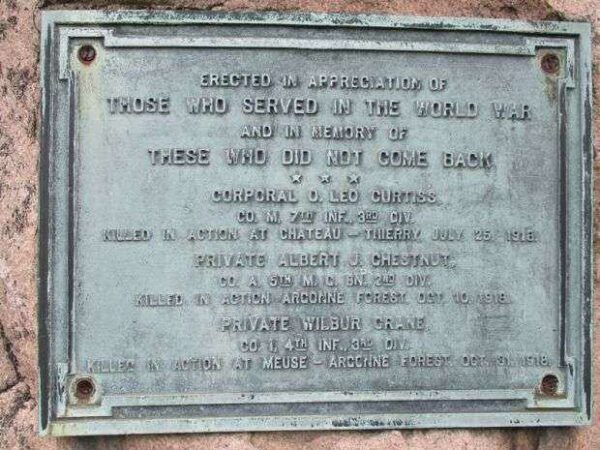 ERECTED IN APPRECIATION OF
THOSE WHO SERVED IN THE WORLD WAR
AND IN MEMORY OF
THESE WHO DID NOT COME BACK
★ ★ ★
CORPORAL O. LEO CURTISS,
CO. M, 7TH INF., 3RD DIV.
KILLED IN ACTION AT CHATEAU-THIERRY, JULY 25, 1918.
PRIVATE ALBERT J. CHESTNUT,
CO. A, 5TH M. G. BN., 2ND DIV.
KILLED IN ACTION ARGONNE FOREST, OCT. 10, 1918.
PRIVATE WILBUR CRANE,
CO. I, 4TH INF., 3RD DIV.
KILLED IN ACTION AT MEUSE-ARGONNE FOREST, OCT. 31, 1918.